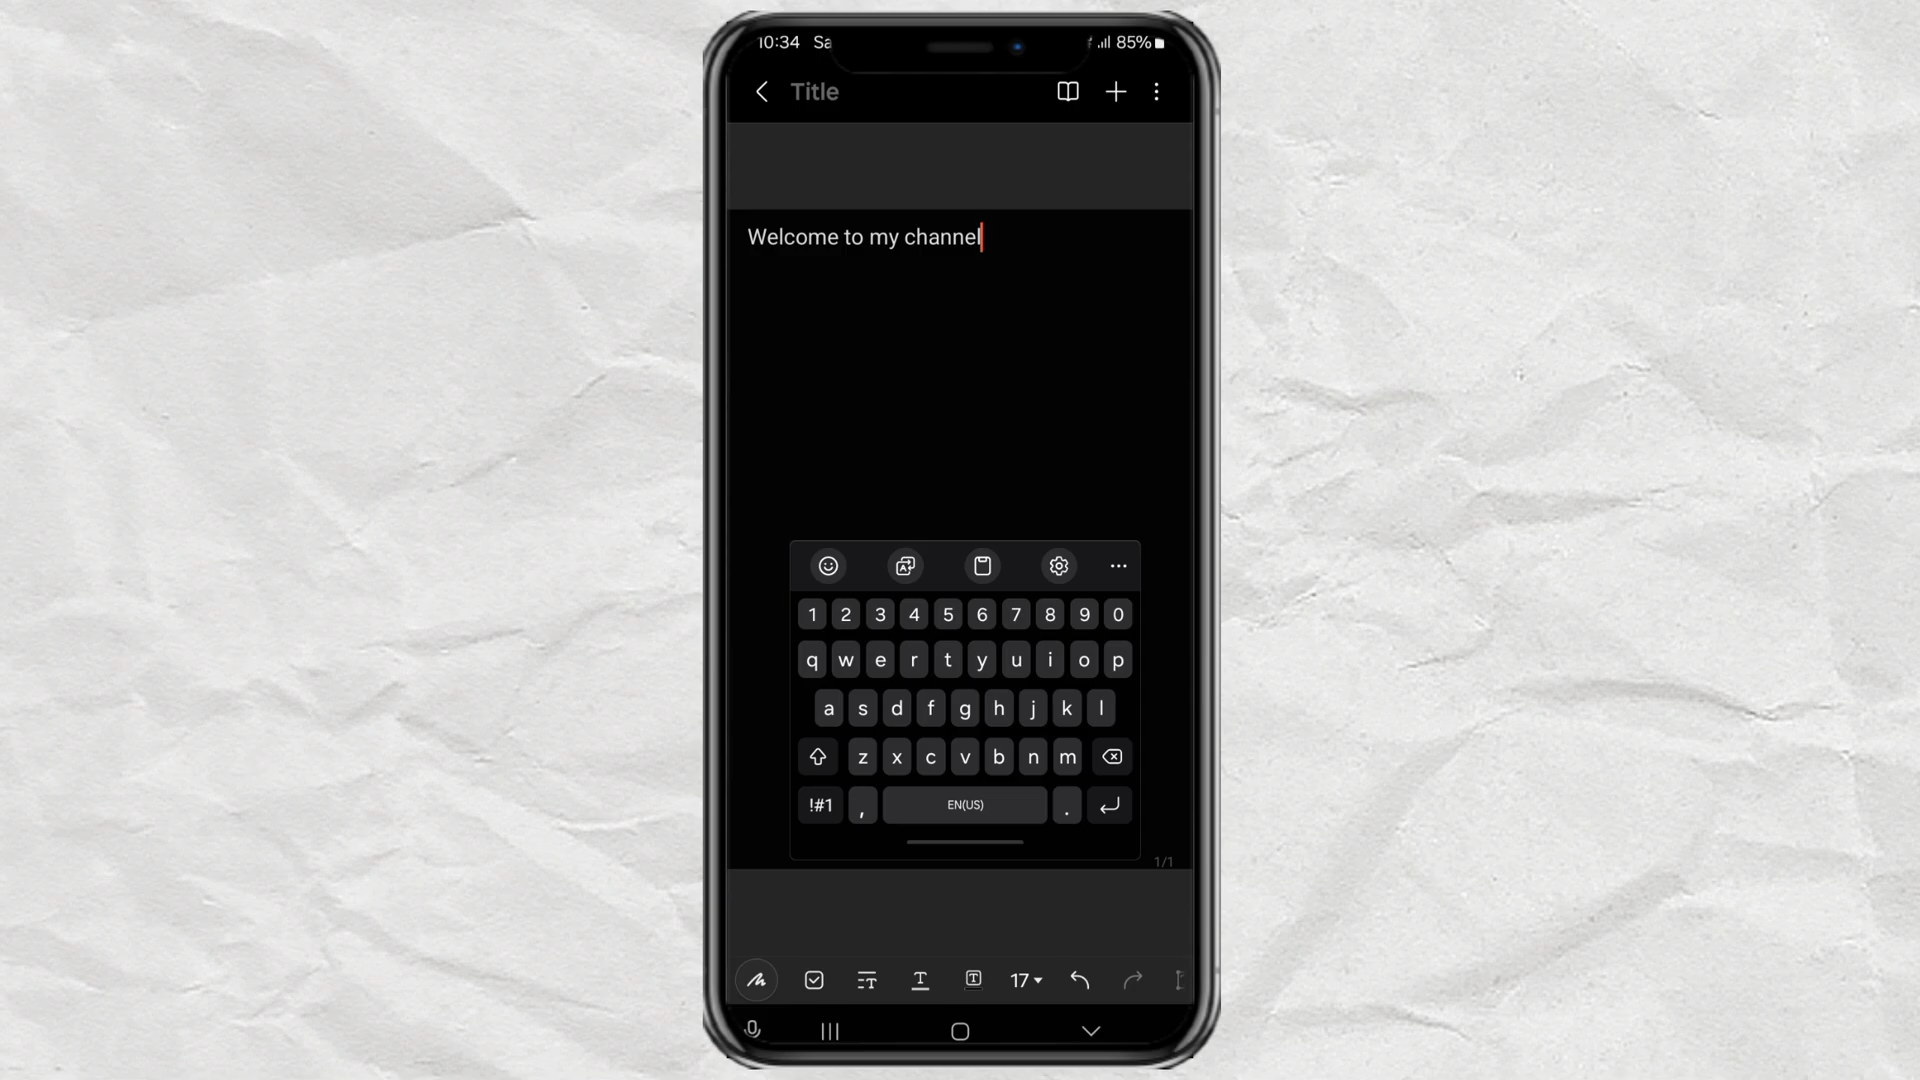 10:34 Sa 85%
Title
Welcome to my channel
1 2 3 4 5 6 7 8 9 0
q w e r t y u i o p
a s d f g h j k l
z x c v b n m
!#1 , EN(US) .
1/1
17